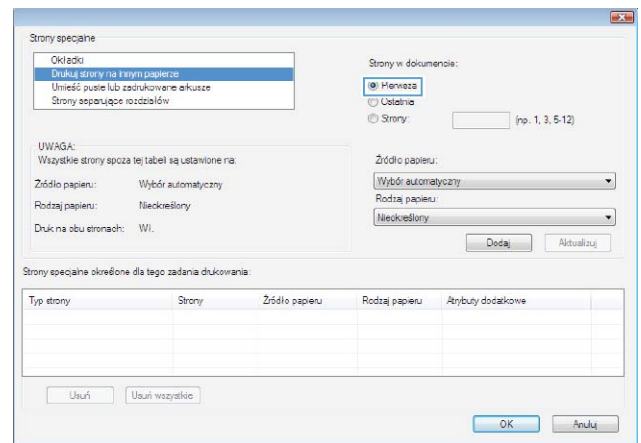 Strony specjalne
Okładki
Drukuj strony na innym papierze
Umieść puste lub zadrukowane arkusze
Strony separujące rozdziałów
Strony w dokumencie:
Pierwsza
Ostatnia
Strony: (np. 1, 3, 5-12)
UWAGA:
Wszystkie strony spoza tej tabeli są ustawione na:
Źródło papieru: Wybór automatyczny
Rodzaj papieru: Nieokreślony
Druk na obu stronach: Wł.
Źródło papieru:
Wybór automatyczny
Rodzaj papieru:
Nieokreślony
Dodaj Aktualizuj
Strony specjalne określone dla tego zadania drukowania:
Typ strony Strony Źródło papieru Rodzaj papieru Atrybuty dodatkowe
Usuń Usuń wszystkie
OK Anuluj